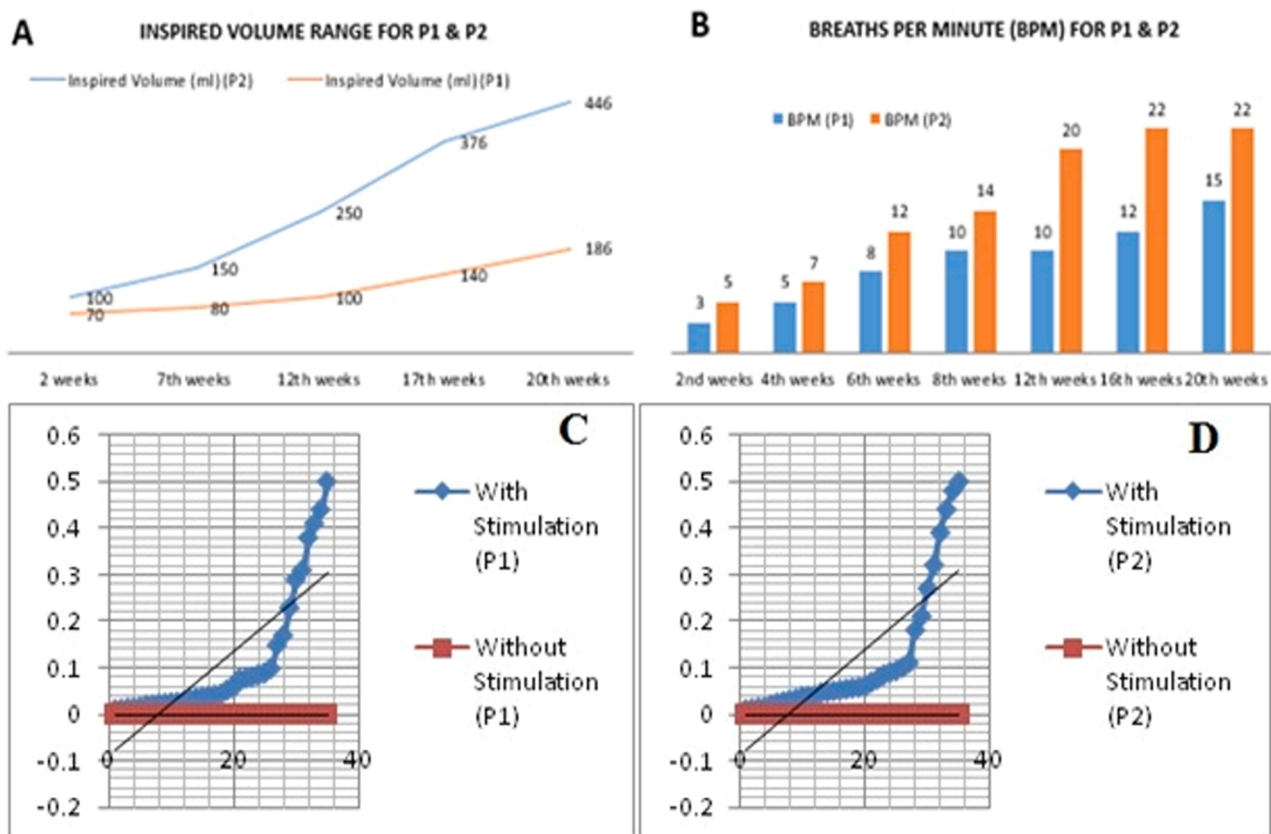 A
INSPIRED VOLUME RANGE FOR P1 & P2
Inspired Volume (ml) (P2)
Inspired Volume (ml) (P1)
446
376
250
186
150
140
100
100
80
70
2 weeks
7th weeks
12th weeks
17th weeks
20th weeks
B
BREATHS PER MINUTE (BPM) FOR P1 & P2
BPM (P1)
BPM (P2)
3
5
5
7
8
12
10
14
10
20
12
22
15
22
2nd weeks
4th weeks
6th weeks
8th weeks
12th weeks
16th weeks
20th weeks
C
0.6
0.5
0.4
0.3
0.2
0.1
0
-0.1
-0.2
0
20
40
With
Stimulation
(P1)
Without
Stimulation
(P1)
D
0.6
0.5
0.4
0.3
0.2
0.1
0
-0.1
-0.2
0
20
40
With
Stimulation
(P2)
Without
Stimulation
(P2)